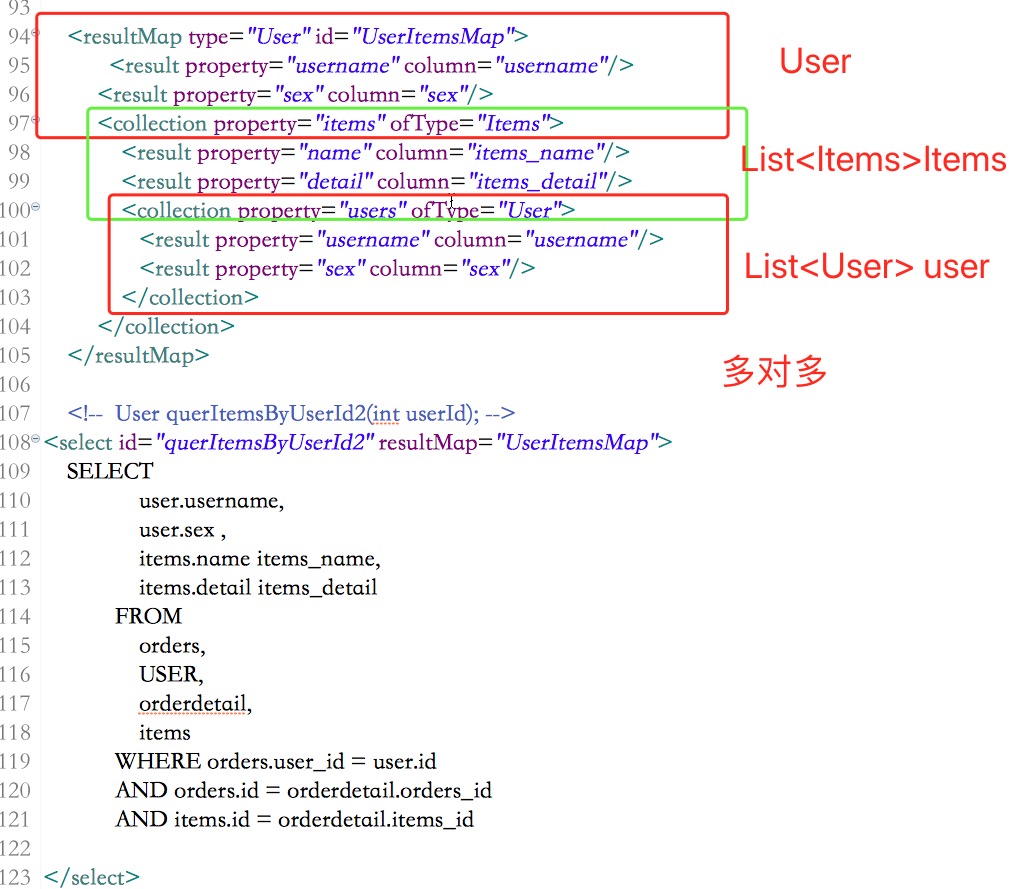 93
94 <resultMap type="User" id="UserItemsMap">
95 <result property="username" column="username"/>
User
96 <result property="sex" column="sex"/>
97 <collection property="items" ofType="Items">
98 <result property="name" column="items_name"/>
List<Items>Items
99 <result property="detail" column="items_detail"/>
100 <collection property="users" ofType="User">
101 <result property="username" column="username"/>
102 <result property="sex" column="sex"/>
List<User> user
103 </collection>
104 </collection>
105 </resultMap>
多对多
106
107 <!-- User querItemsByUserId2(int userId); -->
108 <select id="querItemsByUserId2" resultMap="UserItemsMap">
109 SELECT
110 user.username,
111 user.sex ,
112 items.name items_name,
113 items.detail items_detail
114 FROM
115 orders,
116 USER,
117 orderdetail,
118 items
119 WHERE orders.user_id = user.id
120 AND orders.id = orderdetail.orders_id
121 AND items.id = orderdetail.items_id
122
123 </select>